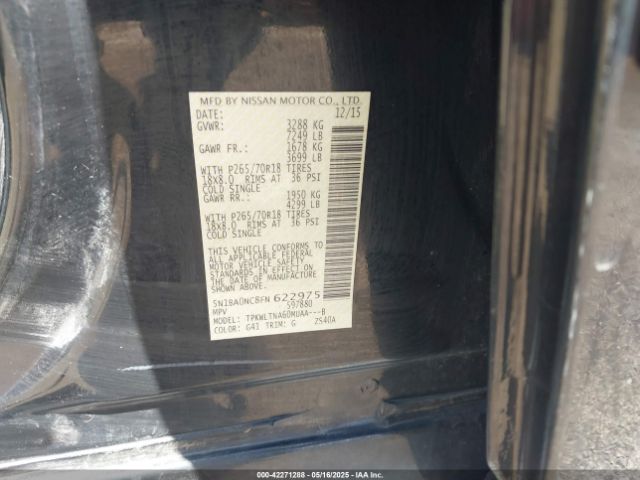 MFD BY NISSAN MOTOR CO., LTD.
DATE: 12/15
GVWR: 3288 KG
7249 LB
GAWR FR.: 1678 KG
3699 LB
WITH P265/70R18 TIRES
18X8.0 RIMS AT 36 PSI
COLD SINGLE
GAWR RR.: 1950 KG
4299 LB
WITH P265/70R18 TIRES
18X8.0 RIMS AT 36 PSI
COLD SINGLE
THIS VEHICLE CONFORMS TO
ALL APPLICABLE FEDERAL
MOTOR VEHICLE SAFETY
STANDARDS IN EFFECT ON
THE DATE OF MANUFACTURE
SHOWN ABOVE.
5N1BA0NC8FN 622975
MPV 597880
MODEL: TPKWLTNA60MUAA---B
COLOR: G41 TRIM: G ZS40A
000-42271288 - 05/16/2025 - IAA Inc.